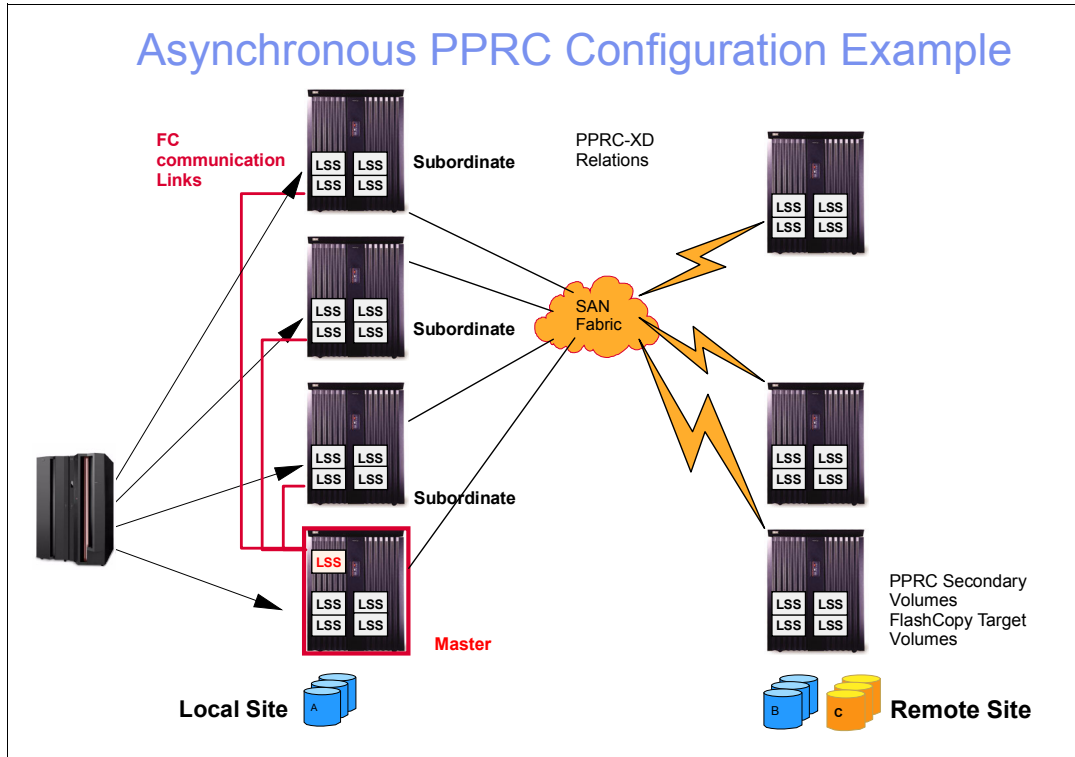 Asynchronous PPRC Configuration Example
FC
communication
Links
LSS LSS
LSS LSS
Subordinate
PPRC-XD
Relations
LSS LSS
LSS LSS
LSS LSS
LSS LSS
Subordinate
SAN
Fabric
LSS LSS
LSS LSS
Subordinate
LSS LSS
LSS LSS
LSS
LSS LSS
LSS LSS
Master
LSS LSS
LSS LSS
PPRC Secondary
Volumes
FlashCopy Target
Volumes
Local Site
A
B
C
Remote Site